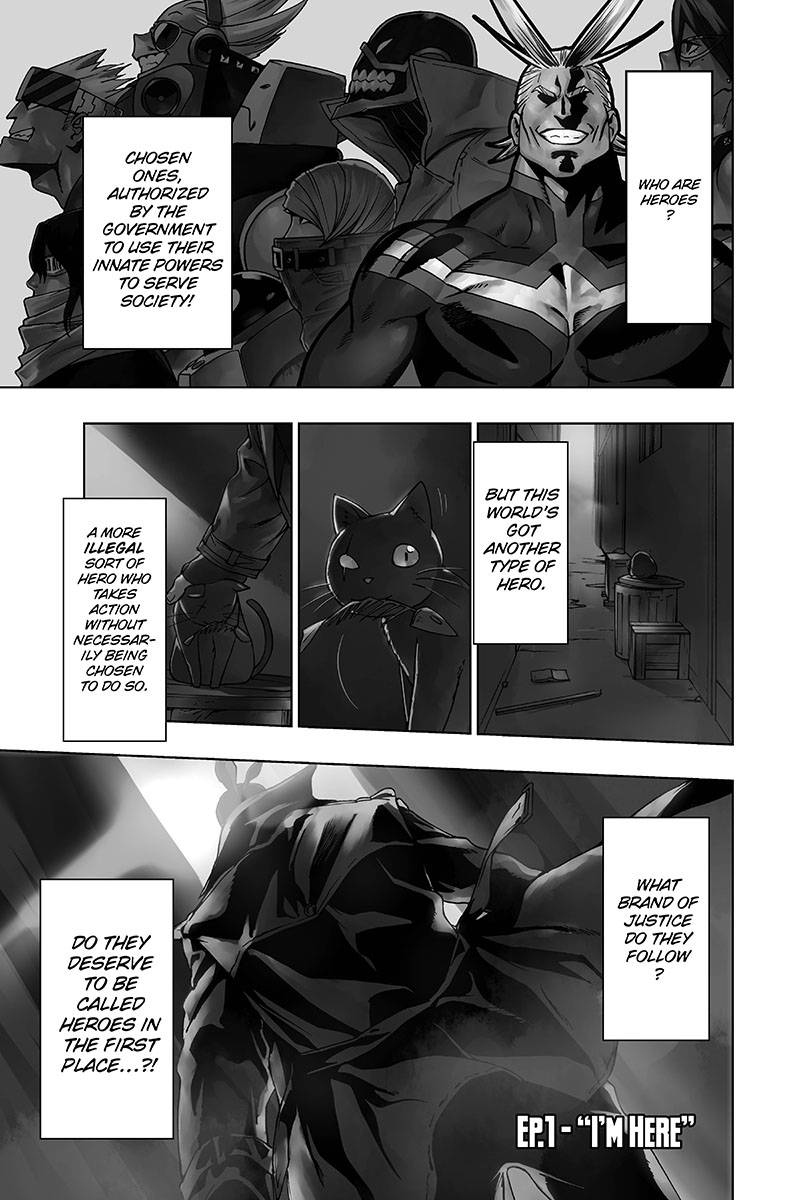 WHO ARE
HEROES
?
CHOSEN
ONES,
AUTHORIZED
BY THE
GOVERNMENT
TO USE THEIR
INNATE POWERS
TO SERVE
SOCIETY!
BUT THIS
WORLD'S
GOT
ANOTHER
TYPE OF
HERO.
A MORE
ILLEGAL
SORT OF
HERO WHO
TAKES
ACTION
WITHOUT
NECESSAR-
ILY BEING
CHOSEN
TO DO SO.
WHAT
BRAND OF
JUSTICE
DO THEY
FOLLOW
?
DO THEY
DESERVE
TO BE
CALLED
HEROES IN
THE FIRST
PLACE...?!
EP.1 - "I'M HERE"